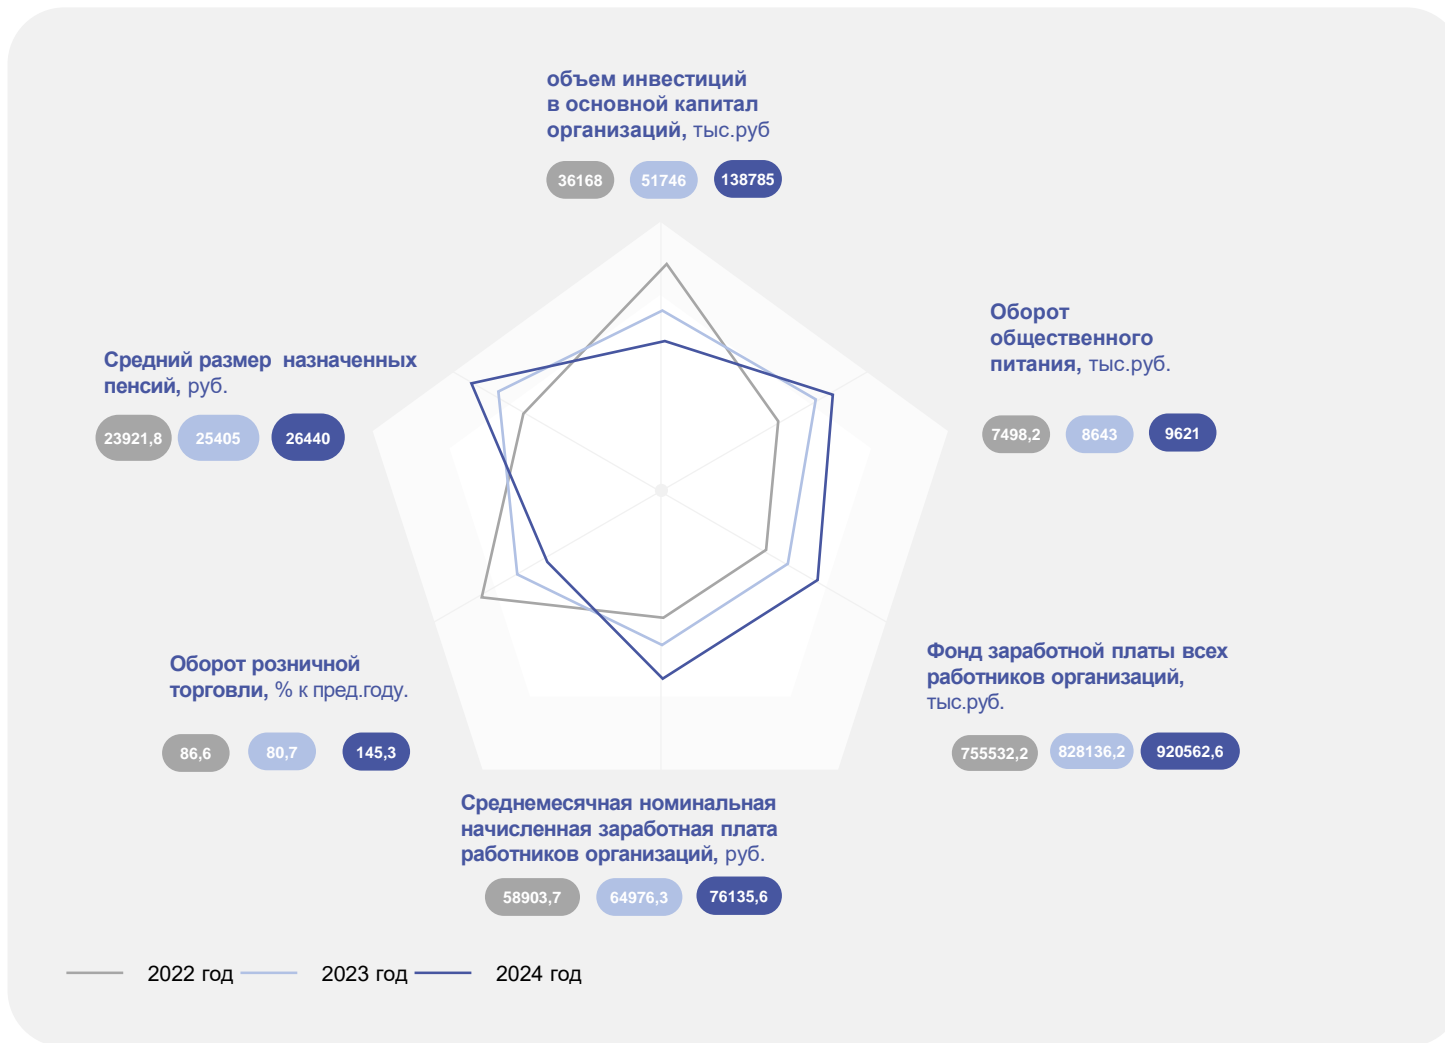 объем инвестиций
в основной капитал
организаций, тыс.руб
36168 51746 138785
Оборот
общественного
питания, тыс.руб.
7498,2 8643 9621
Средний размер назначенных
пенсий, руб.
23921,8 25405 26440
Фонд заработной платы всех
работников организаций,
тыс.руб.
755532,2 828136,2 920562,6
Оборот розничной
торговли, % к пред.году.
86,6 80,7 145,3
Среднемесячная номинальная
начисленная заработная плата
работников организаций, руб.
58903,7 64976,3 76135,6
2022 год 2023 год 2024 год